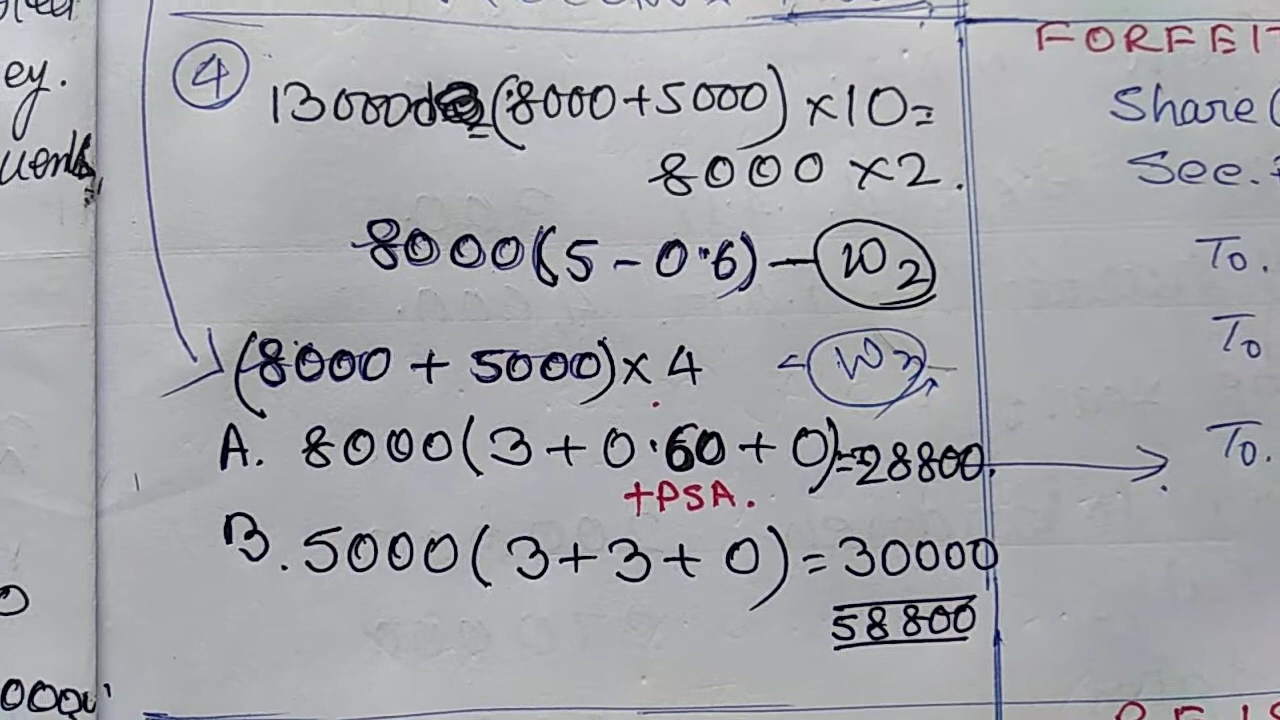 ey.
④ 130000 (8000+5000) ×10=
8000 ×2.
8000(5-0.6) — W2
(8000 + 5000)×4 - W3
A. 8000(3+0.60+0)=28800.
+PSA.
B. 5000(3+3+0)=30000
58800
FORFEIT
Share (
See.
To.
To
To.